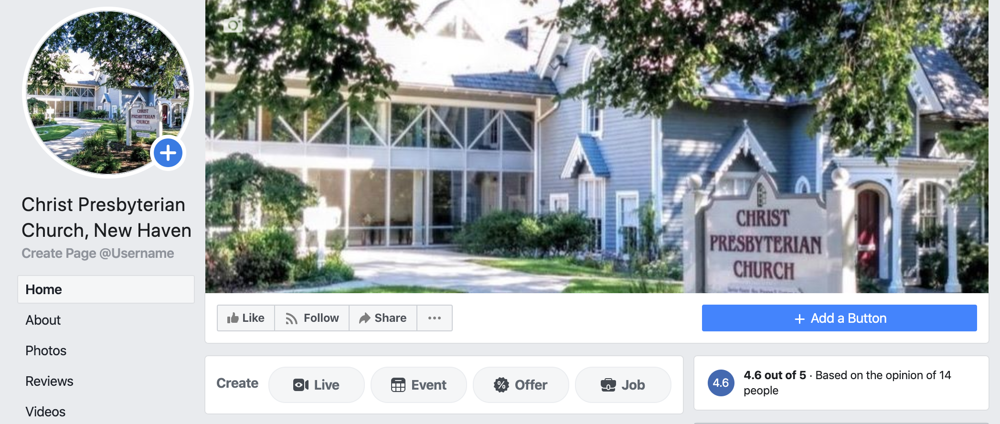 CHRIST
PRESBYTERIAN
CHURCH
Christ Presbyterian
Church, New Haven
Create Page @Username
Home
About
Photos
Reviews
Videos
CHRIST
PRESBYTERIAN
CHURCH
Like
Follow
Share
+ Add a Button
Create
Live
Event
Offer
Job
4.6
4.6 out of 5 · Based on the opinion of 14
people